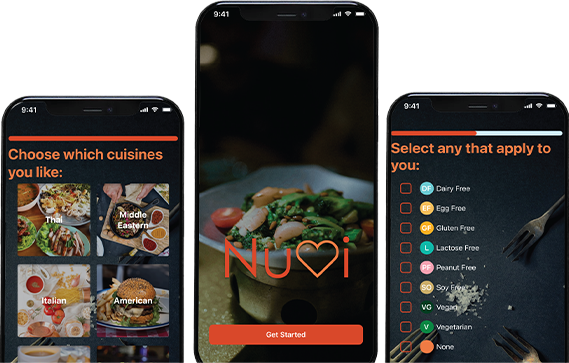 9:41
Choose which cuisines
you like:
Thai
Middle
Eastern
Italian
American
9:41
Nu♡i
Get Started
9:41
Select any that apply to
you:
DF Dairy Free
EF Egg Free
GF Gluten Free
L Lactose Free
PF Peanut Free
SO Soy Free
VG Vegan
V Vegetarian
None